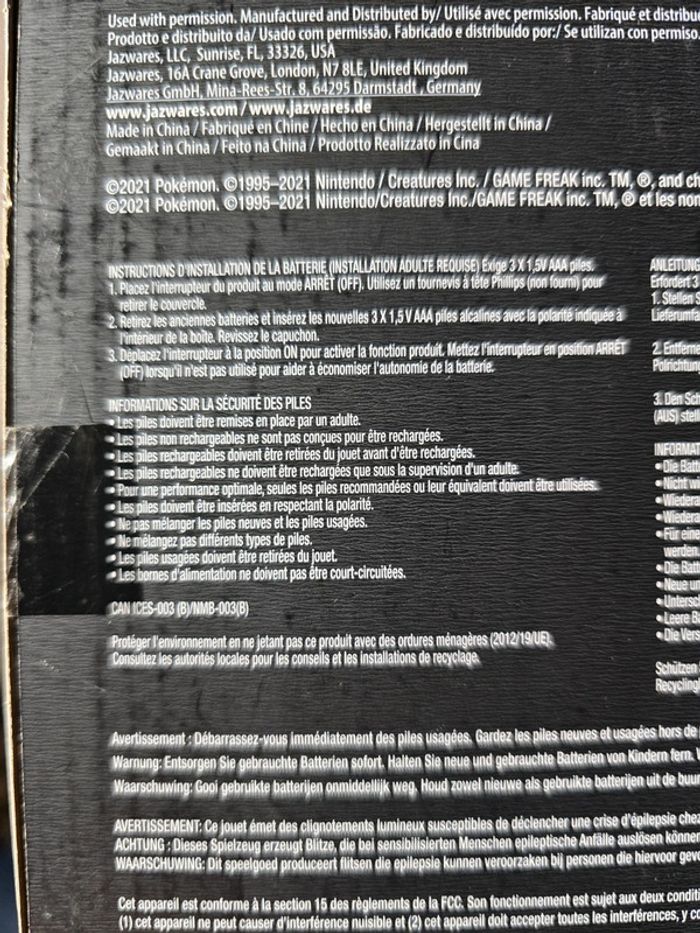 Used with permission. Manufactured and Distributed by/ Utilisé avec permission. Fabriqué et distribu
Prodotto e distribuito da/ Usado com permissão. Fabricado e distribuído por:/ Se utilizan con permiso.
Jazwares, LLC, Sunrise, FL, 33326, USA
Jazwares, 16A Crane Grove, London, N7 8LE, United Kingdom
Jazwares GmbH, Mina-Rees-Str. 8, 64295 Darmstadt , Germany
www.jazwares.com / www.jazwares.de
Made in China / Fabriqué en Chine / Hecho en China / Hergestellt in China /
Gemaakt in China / Feito na China / Prodotto Realizzato in Cina
©2021 Pokémon. ©1995–2021 Nintendo / Creatures Inc. / GAME FREAK inc. TM, ®, and ch
©2021 Pokémon. ©1995–2021 Nintendo/Creatures Inc./GAME FREAK inc. TM, ® et les non
INSTRUCTIONS D'INSTALLATION DE LA BATTERIE (INSTALLATION ADULTE REQUISE) Exige 3 X 1,5V AAA piles.
1. Placez l'interrupteur du produit au mode ARRÊT (OFF). Utilisez un tournevis à tête Phillips (non fourni) pour
retirer le couvercle.
2. Retirez les anciennes batteries et insérez les nouvelles 3 X 1,5 V AAA piles alcalines avec la polarité indiquée à
l'intérieur de la boîte. Revissez le capuchon.
3. Déplacez l'interrupteur à la position ON pour activer la fonction produit. Mettez l'interrupteur en position ARRÊT
(OFF) lorsqu'il n'est pas utilisé pour aider à économiser l'autonomie de la batterie.
INFORMATIONS SUR LA SÉCURITÉ DES PILES
• Les piles doivent être remises en place par un adulte.
• Les piles non rechargeables ne sont pas conçues pour être rechargées.
• Les piles rechargeables doivent être retirées du jouet avant d'être rechargées.
• Les piles rechargeables ne doivent être rechargées que sous la supervision d'un adulte.
• Pour une performance optimale, seules les piles recommandées ou leur équivalent doivent être utilisées.
• Les piles doivent être insérées en respectant la polarité.
• Ne pas mélanger les piles neuves et les piles usagées.
• Ne mélangez pas différents types de piles.
• Les piles usagées doivent être retirées du jouet.
• Les bornes d'alimentation ne doivent pas être court-circuitées.
CAN ICES-003 (B)/NMB-003(B)
Protéger l'environnement en ne jetant pas ce produit avec des ordures ménagères (2012/19/UE).
Consultez les autorités locales pour les conseils et les installations de recyclage.
ANLEITUNG
Erfordert 3
1. Stellen
Lieferumfa
2. Entferne
Polrichtung
3. Den Sch
(AUS) stell
INFORMAT
• Die Batt
• Nicht wi
• Wiedera
• Wieder
• Für eine
werden
• Die Batt
• Neue un
• Untersc
• Leere B
• Die Vers
Schützen
Recycling
Avertissement : Débarrassez-vous immédiatement des piles usagées. Gardez les piles neuves et usagées hors de
Warnung: Entsorgen Sie gebrauchte Batterien sofort. Halten Sie neue und gebrauchte Batterien von Kindern fern.
Waarschuwing: Gooi gebruikte batterijen onmiddellijk weg. Houd zowel nieuwe als gebruikte batterijen uit de buu
AVERTISSEMENT: Ce jouet émet des clignotements lumineux susceptibles de déclencher une crise d'épilepsie chez
ACHTUNG : Dieses Spielzeug erzeugt Blitze, die bei sensibilisierten Menschen epileptische Anfälle auslösen könne
WAARSCHUWING: Dit speelgoed produceert flitsen die epilepsie kunnen veroorzaken bij personen die hiervoor gev
Cet appareil est conforme à la section 15 des règlements de la FCC. Son fonctionnement est sujet aux deux conditi
(1) cet appareil ne peut causer d'interférence nuisible et (2) cet appareil doit accepter toutes les interférences, y co